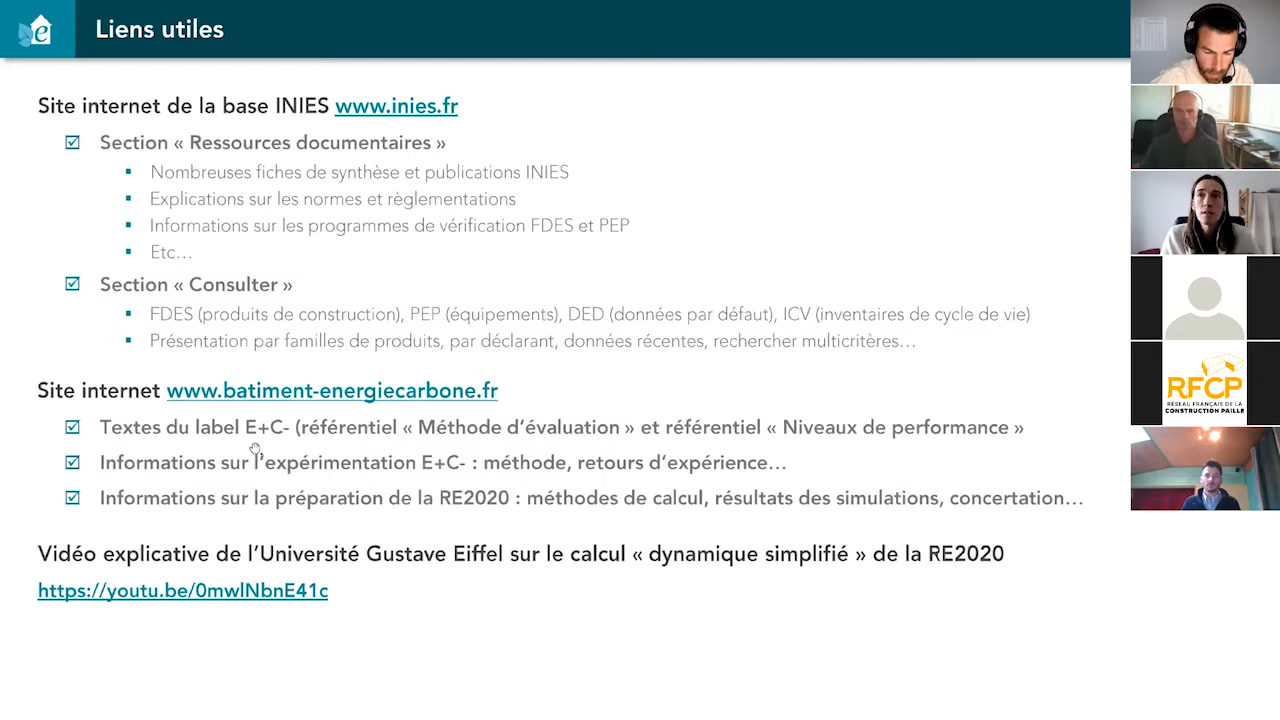 Liens utiles
Site internet de la base INIES www.inies.fr
Section « Ressources documentaires »
Nombreuses fiches de synthèse et publications INIES
Explications sur les normes et règlementations
Informations sur les programmes de vérification FDES et PEP
Etc…
Section « Consulter »
FDES (produits de construction), PEP (équipements), DED (données par défaut), ICV (inventaires de cycle de vie)
Présentation par familles de produits, par déclarant, données récentes, rechercher multicritères…
Site internet www.batiment-energiecarbone.fr
Textes du label E+C- (référentiel « Méthode d’évaluation » et référentiel « Niveaux de performance »
Informations sur l’expérimentation E+C- : méthode, retours d’expérience…
Informations sur la préparation de la RE2020 : méthodes de calcul, résultats des simulations, concertation…
Vidéo explicative de l’Université Gustave Eiffel sur le calcul « dynamique simplifié » de la RE2020
https://youtu.be/0mwlNbnE41c
RFCP
RÉSEAU FRANÇAIS DE LA
CONSTRUCTION PAILLE